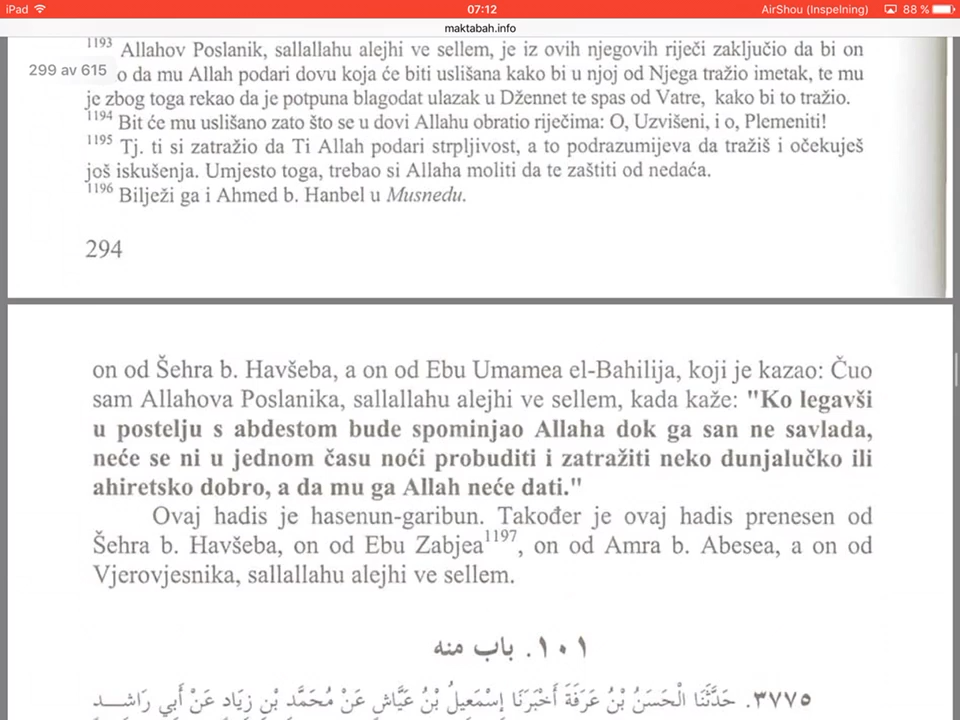 iPad 07:12 AirShou (Inspelning) 88 %
maktabah.info
1193 Allahov Poslanik, sallallahu alejhi ve sellem, je iz ovih njegovih riječi zaključio da bi on
299 av 615
o da mu Allah podari dovu koja će biti uslišana kako bi u njoj od Njega tražio imetak, te mu
je zbog toga rekao da je potpuna blagodat ulazak u Džennet te spas od Vatre, kako bi to tražio.
1194 Bit će mu uslišano zato što se u dovi Allahu obratio riječima: O, Uzvišeni, i o, Plemeniti!
1195 Tj. ti si zatražio da Ti Allah podari strpljivost, a to podrazumijeva da tražiš i očekuješ
još iskušenja. Umjesto toga, trebao si Allaha moliti da te zaštiti od nedaća.
1196 Bilježi ga i Ahmed b. Hanbel u Musnedu.
294
on od Šehra b. Havšeba, a on od Ebu Umamea el-Bahilija, koji je kazao: Čuo
sam Allahova Poslanika, sallallahu alejhi ve sellem, kada kaže: "Ko legavši
u postelju s abdestom bude spominjao Allaha dok ga san ne savlada,
neće se ni u jednom času noći probuditi i zatražiti neko dunjalučko ili
ahiretsko dobro, a da mu ga Allah neće dati."
Ovaj hadis je hasenun-garibun. Također je ovaj hadis prenesen od
Šehra b. Havšeba, on od Ebu Zabjea1197, on od Amra b. Abesea, a on od
Vjerovjesnika, sallallahu alejhi ve sellem.
١٠١. باب منه
٣٧٧٥. حَدَّثَنَا الْحَسَنُ بْنُ عَرَفَةَ أَخْبَرَنَا إِسْمَعِيلُ بْنُ عَيَّاشٍ عَنْ مُحَمَّدِ بْنِ زِيَادٍ عَنْ أَبِي رَاشِـــد